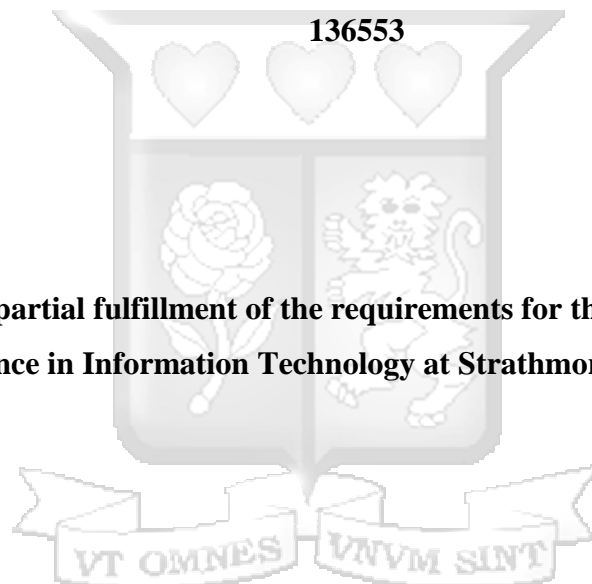 136553
partial fulfillment of the requirements for th
nce in Information Technology at Strathmor
VT OMNES VNVM SINT